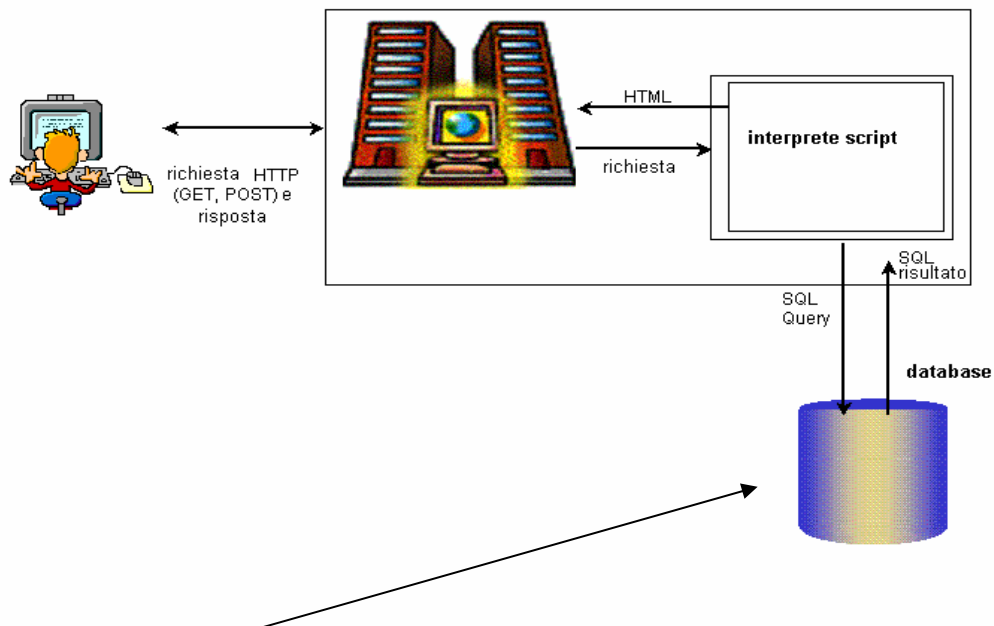 HTML
interprete script
richiesta
richiesta HTTP
(GET, POST) e
risposta
SQL
risultato
SQL
Query
database